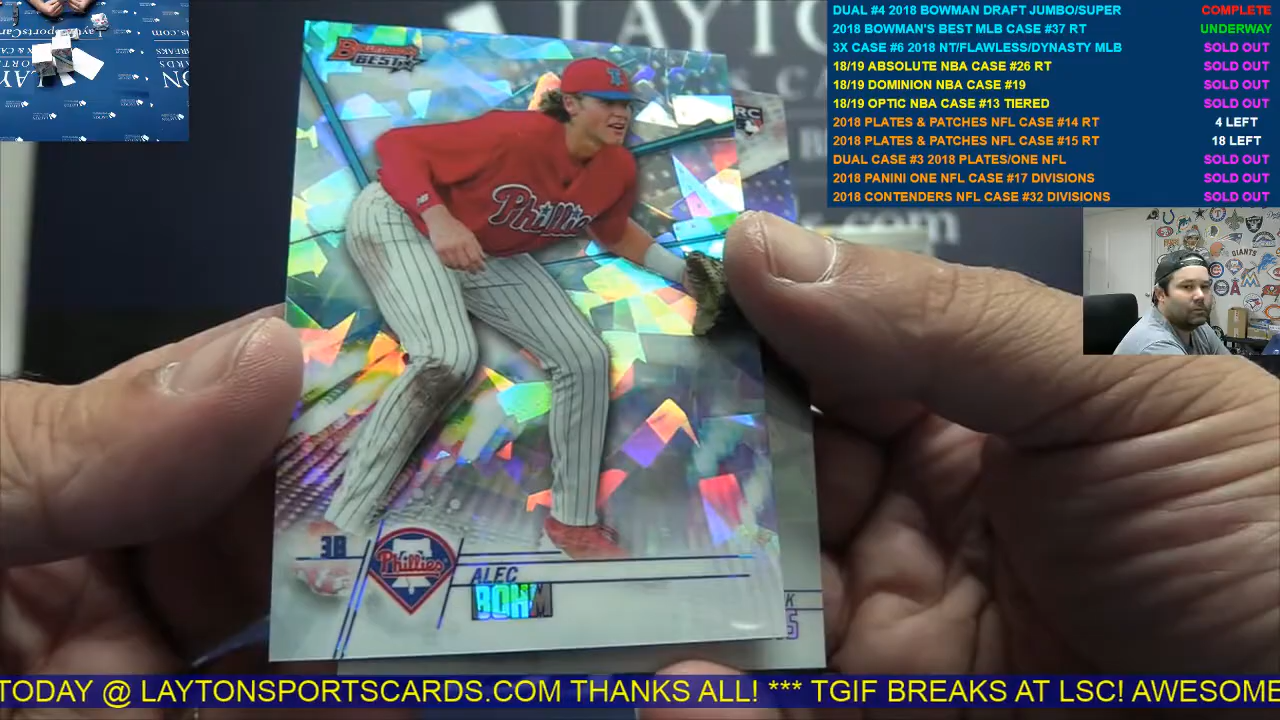 DUAL #4 2018 BOWMAN DRAFT JUMBO/SUPER COMPLETE
2018 BOWMAN'S BEST MLB CASE #37 RT UNDERWAY
3X CASE #6 2018 NT/FLAWLESS/DYNASTY MLB SOLD OUT
18/19 ABSOLUTE NBA CASE #26 RT SOLD OUT
18/19 DOMINION NBA CASE #19 SOLD OUT
18/19 OPTIC NBA CASE #13 TIERED SOLD OUT
2018 PLATES & PATCHES NFL CASE #14 RT 4 LEFT
2018 PLATES & PATCHES NFL CASE #15 RT 18 LEFT
DUAL CASE #3 2018 PLATES/ONE NFL SOLD OUT
2018 PANINI ONE NFL CASE #17 DIVISIONS SOLD OUT
2018 CONTENDERS NFL CASE #32 DIVISIONS SOLD OUT
LAYTON
BEST
RC
Phillies
GIANTS
3B
Phillies
ALEC
BOHM
TODAY @ LAYTONSPORTSCARDS.COM THANKS ALL! *** TGIF BREAKS AT LSC! AWESOME